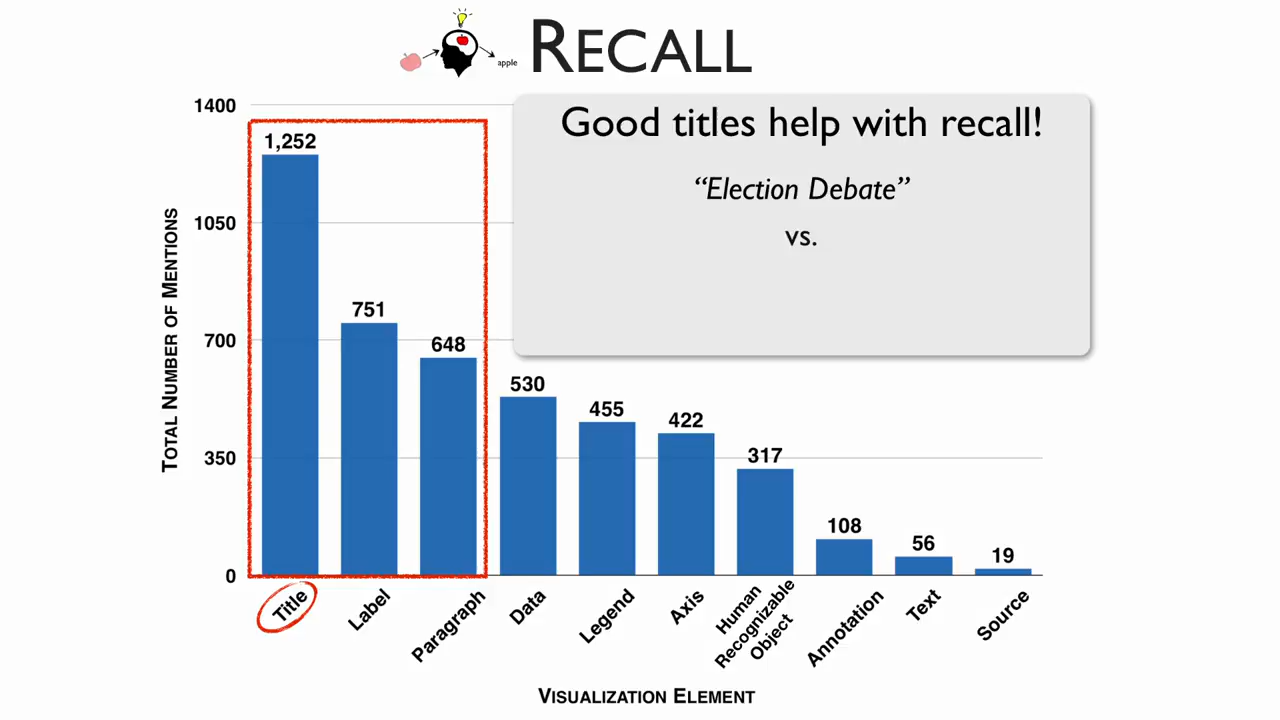 apple
RECALL
Good titles help with recall!
“Election Debate”
vs.
TOTAL NUMBER OF MENTIONS
1400
1050
700
350
0
1,252
751
648
530
455
422
317
108
56
19
Title
Label
Paragraph
Data
Legend
Axis
Human
Recognizable
Object
Annotation
Text
Source
VISUALIZATION ELEMENT